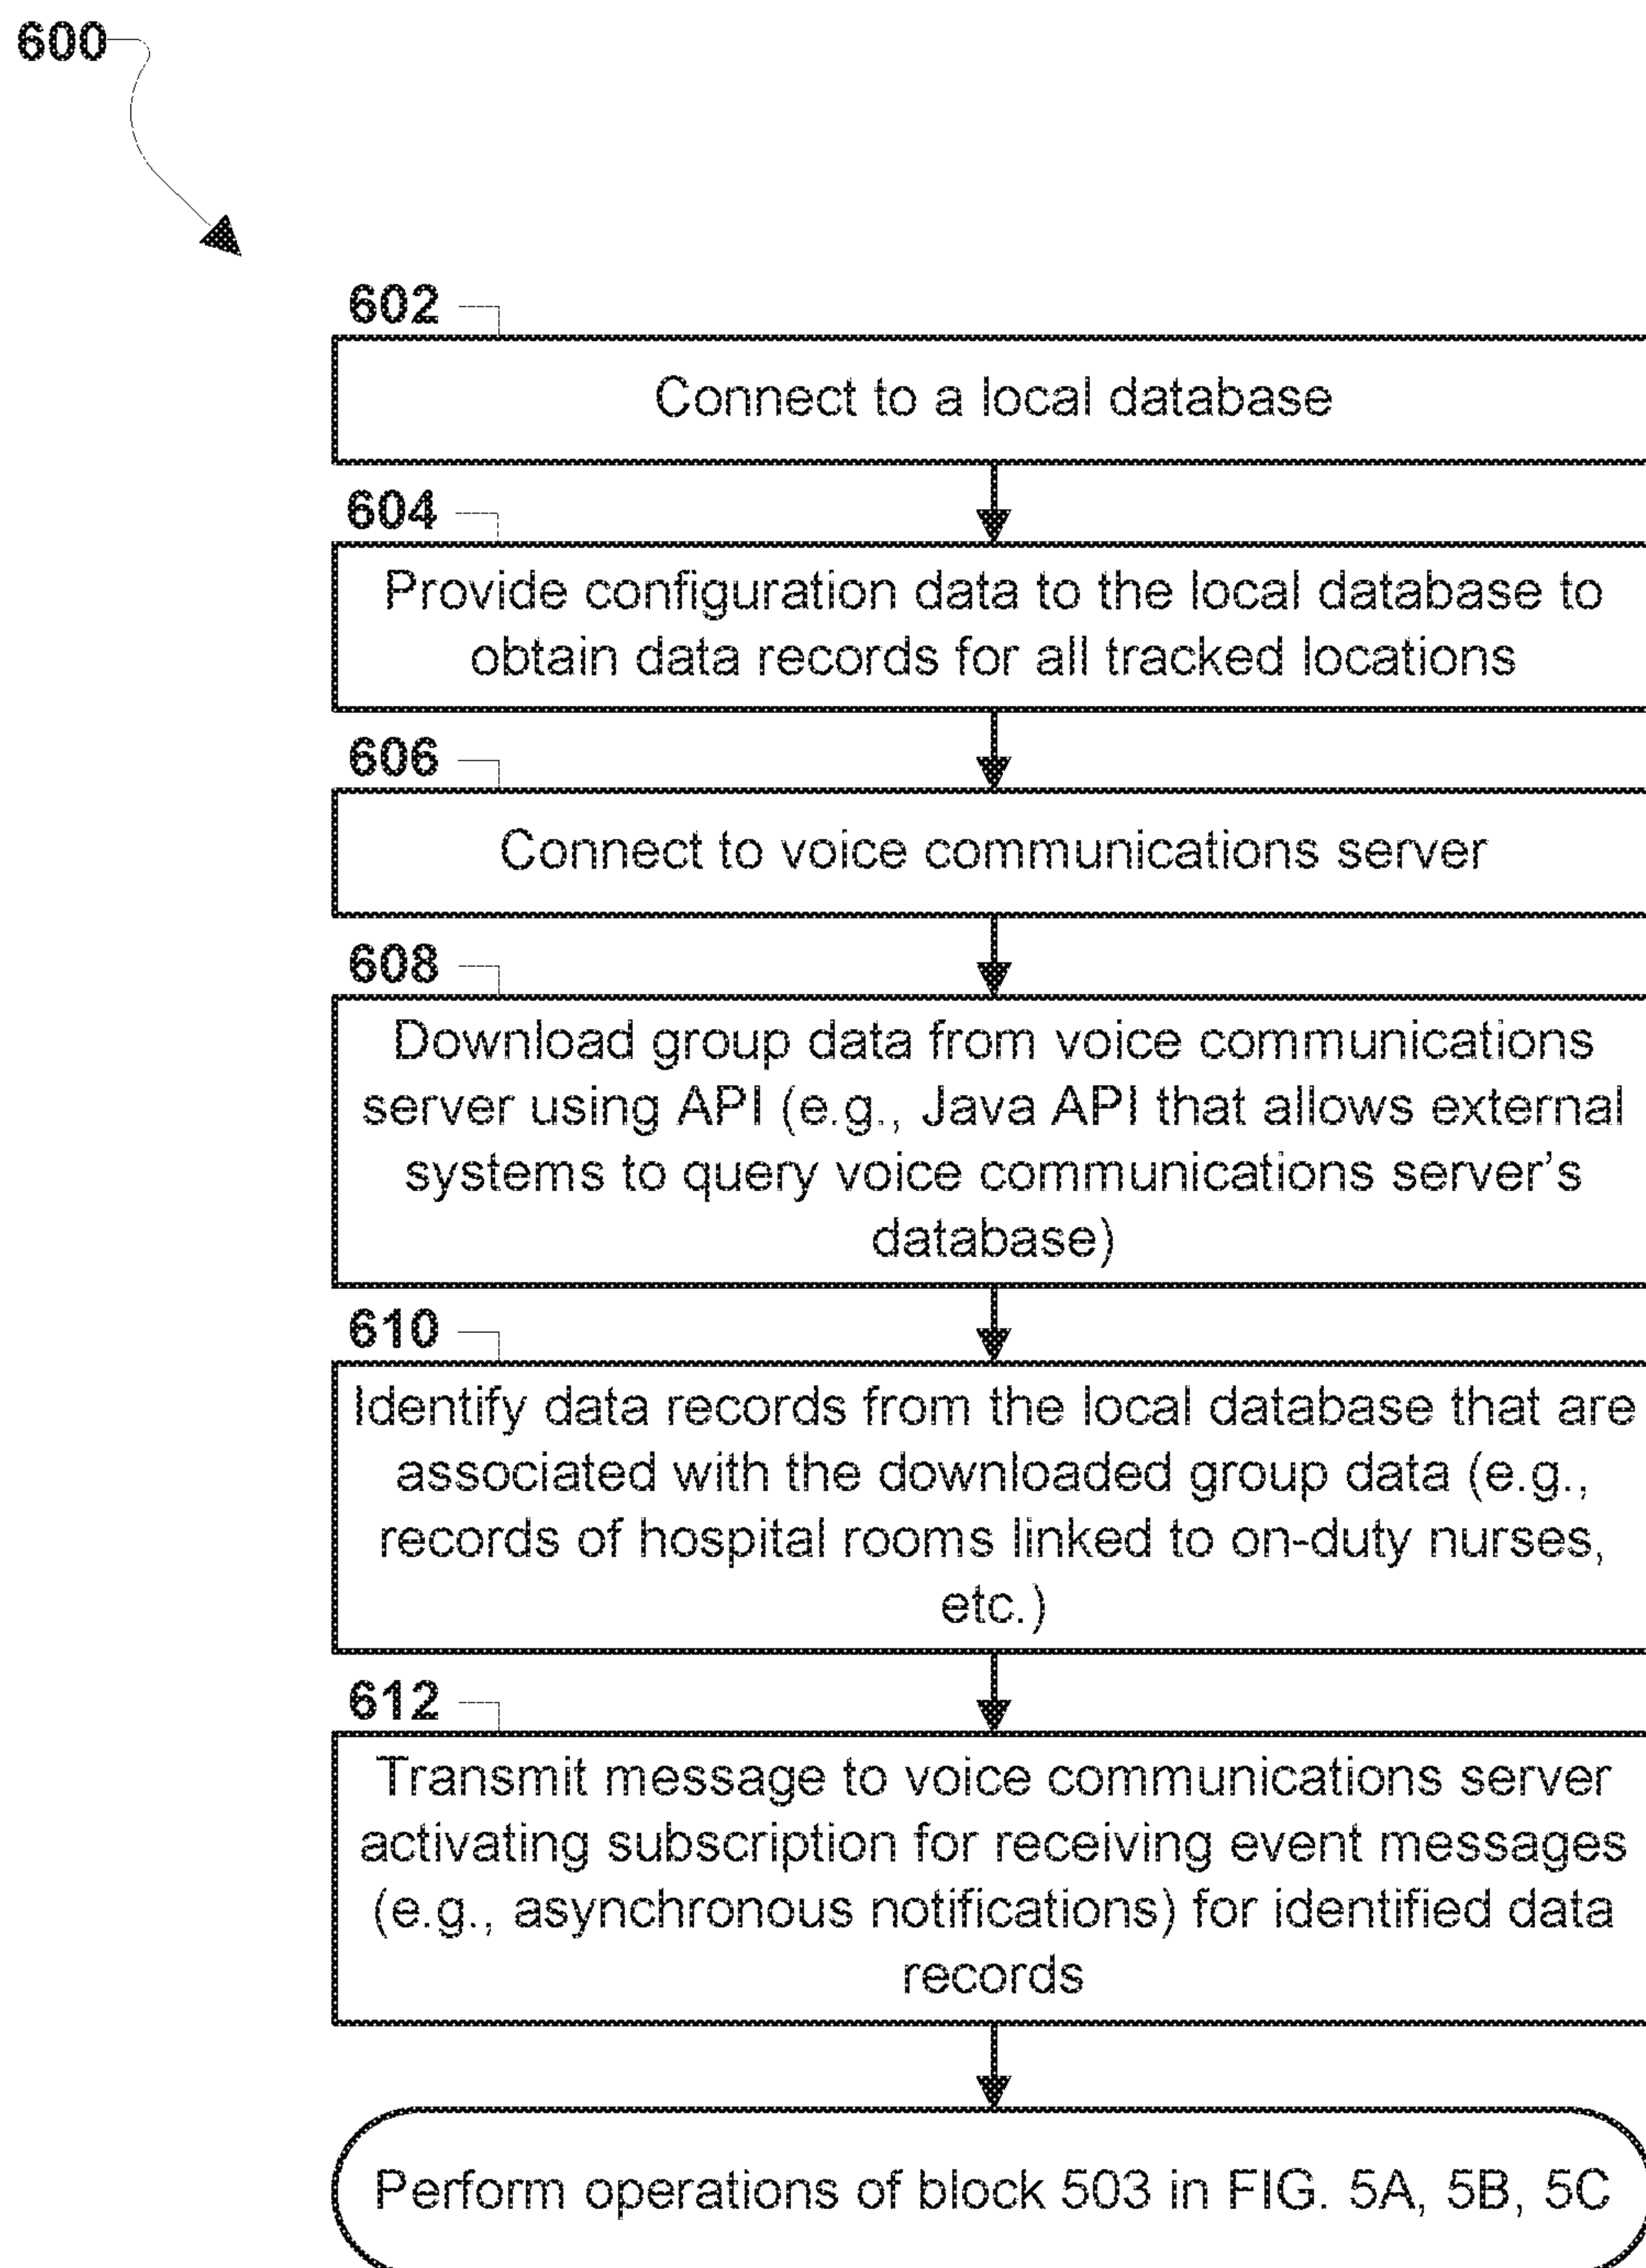 600
602
Connect to a local database
604
Provide configuration data to the local database to
obtain data records for all tracked locations
606
Connect to voice communications server
608
Download group data from voice communications
server using API (e.g., Java API that allows external
systems to query voice communications server's
database)
610
Identify data records from the local database that are
associated with the downloaded group data (e.g.,
records of hospital rooms linked to on-duty nurses,
etc.)
612
Transmit message to voice communications server
activating subscription for receiving event messages
(e.g., asynchronous notifications) for identified data
records
Perform operations of block 503 in FIG. 5A, 5B, 5C